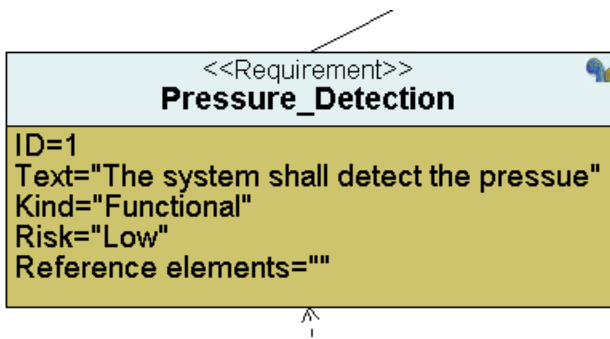 <<Requirement>>
Pressure_Detection
ID=1
Text="The system shall detect the pressue"
Kind="Functional"
Risk="Low"
Reference elements=""